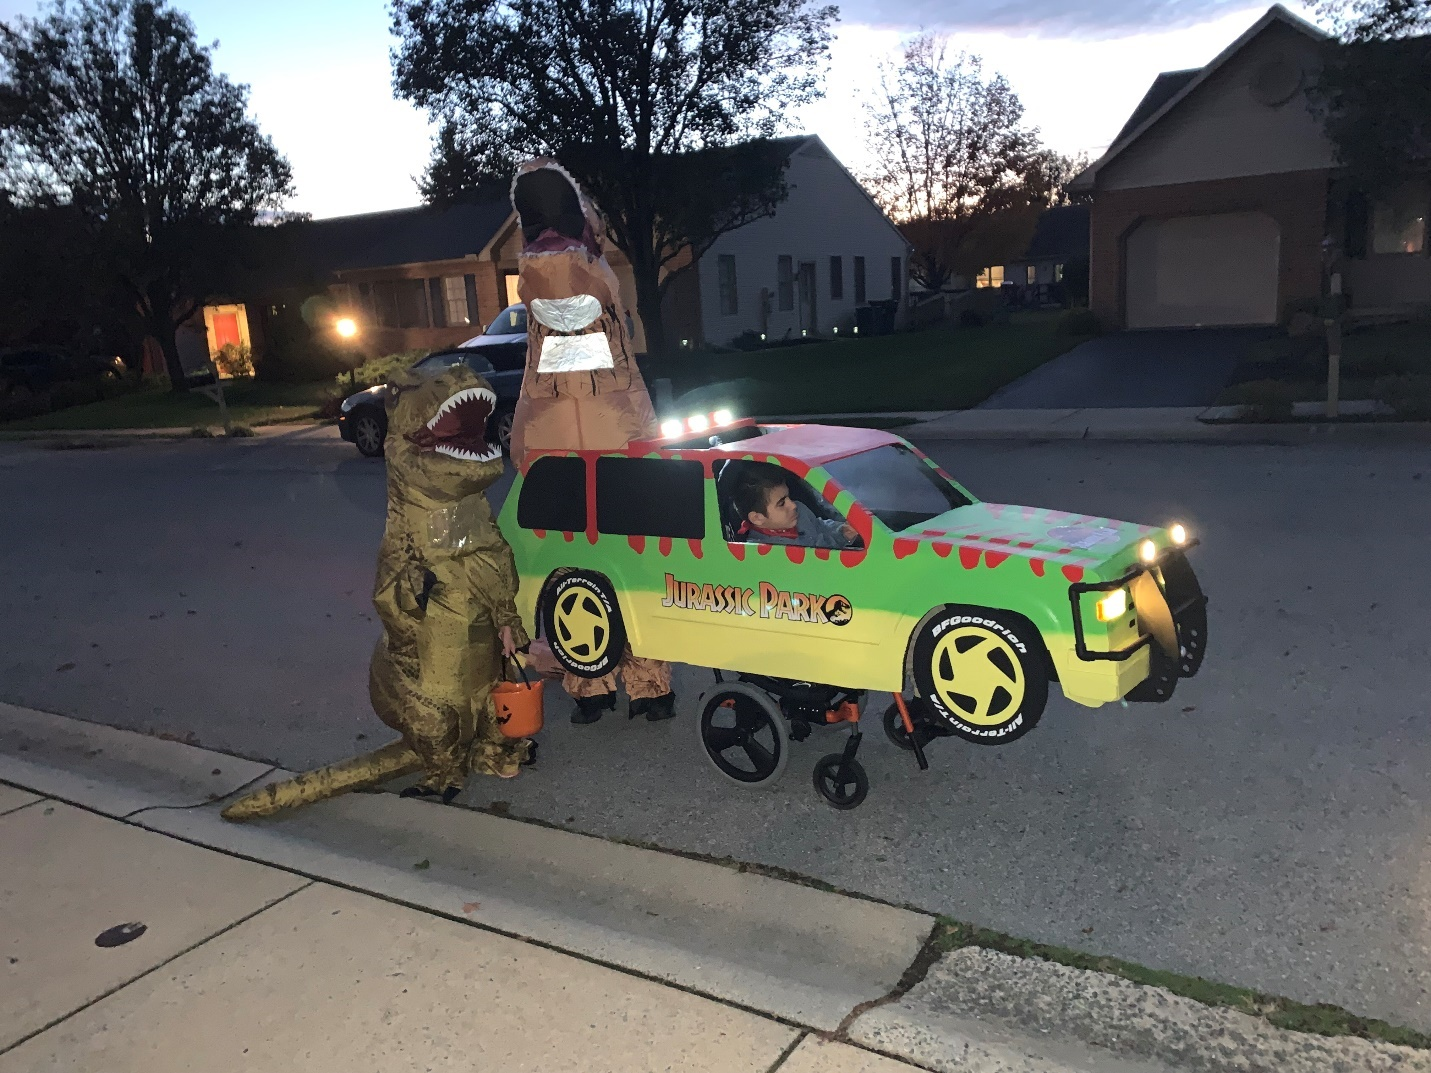 JURASSIC PARK
All-Terrain T/A
BFGoodrich
BFGoodrich
All-Terrain T/A